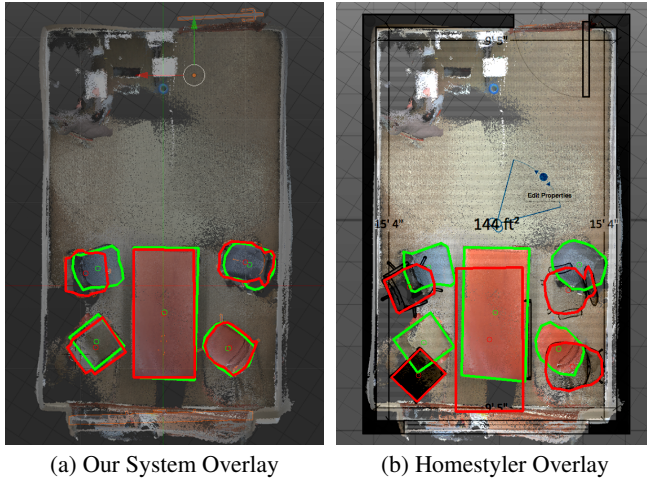 9' 5"
Edit Properties
15' 4"
144 ft²
15' 4"
9' 5"
(a) Our System Overlay
(b) Homestyler Overlay